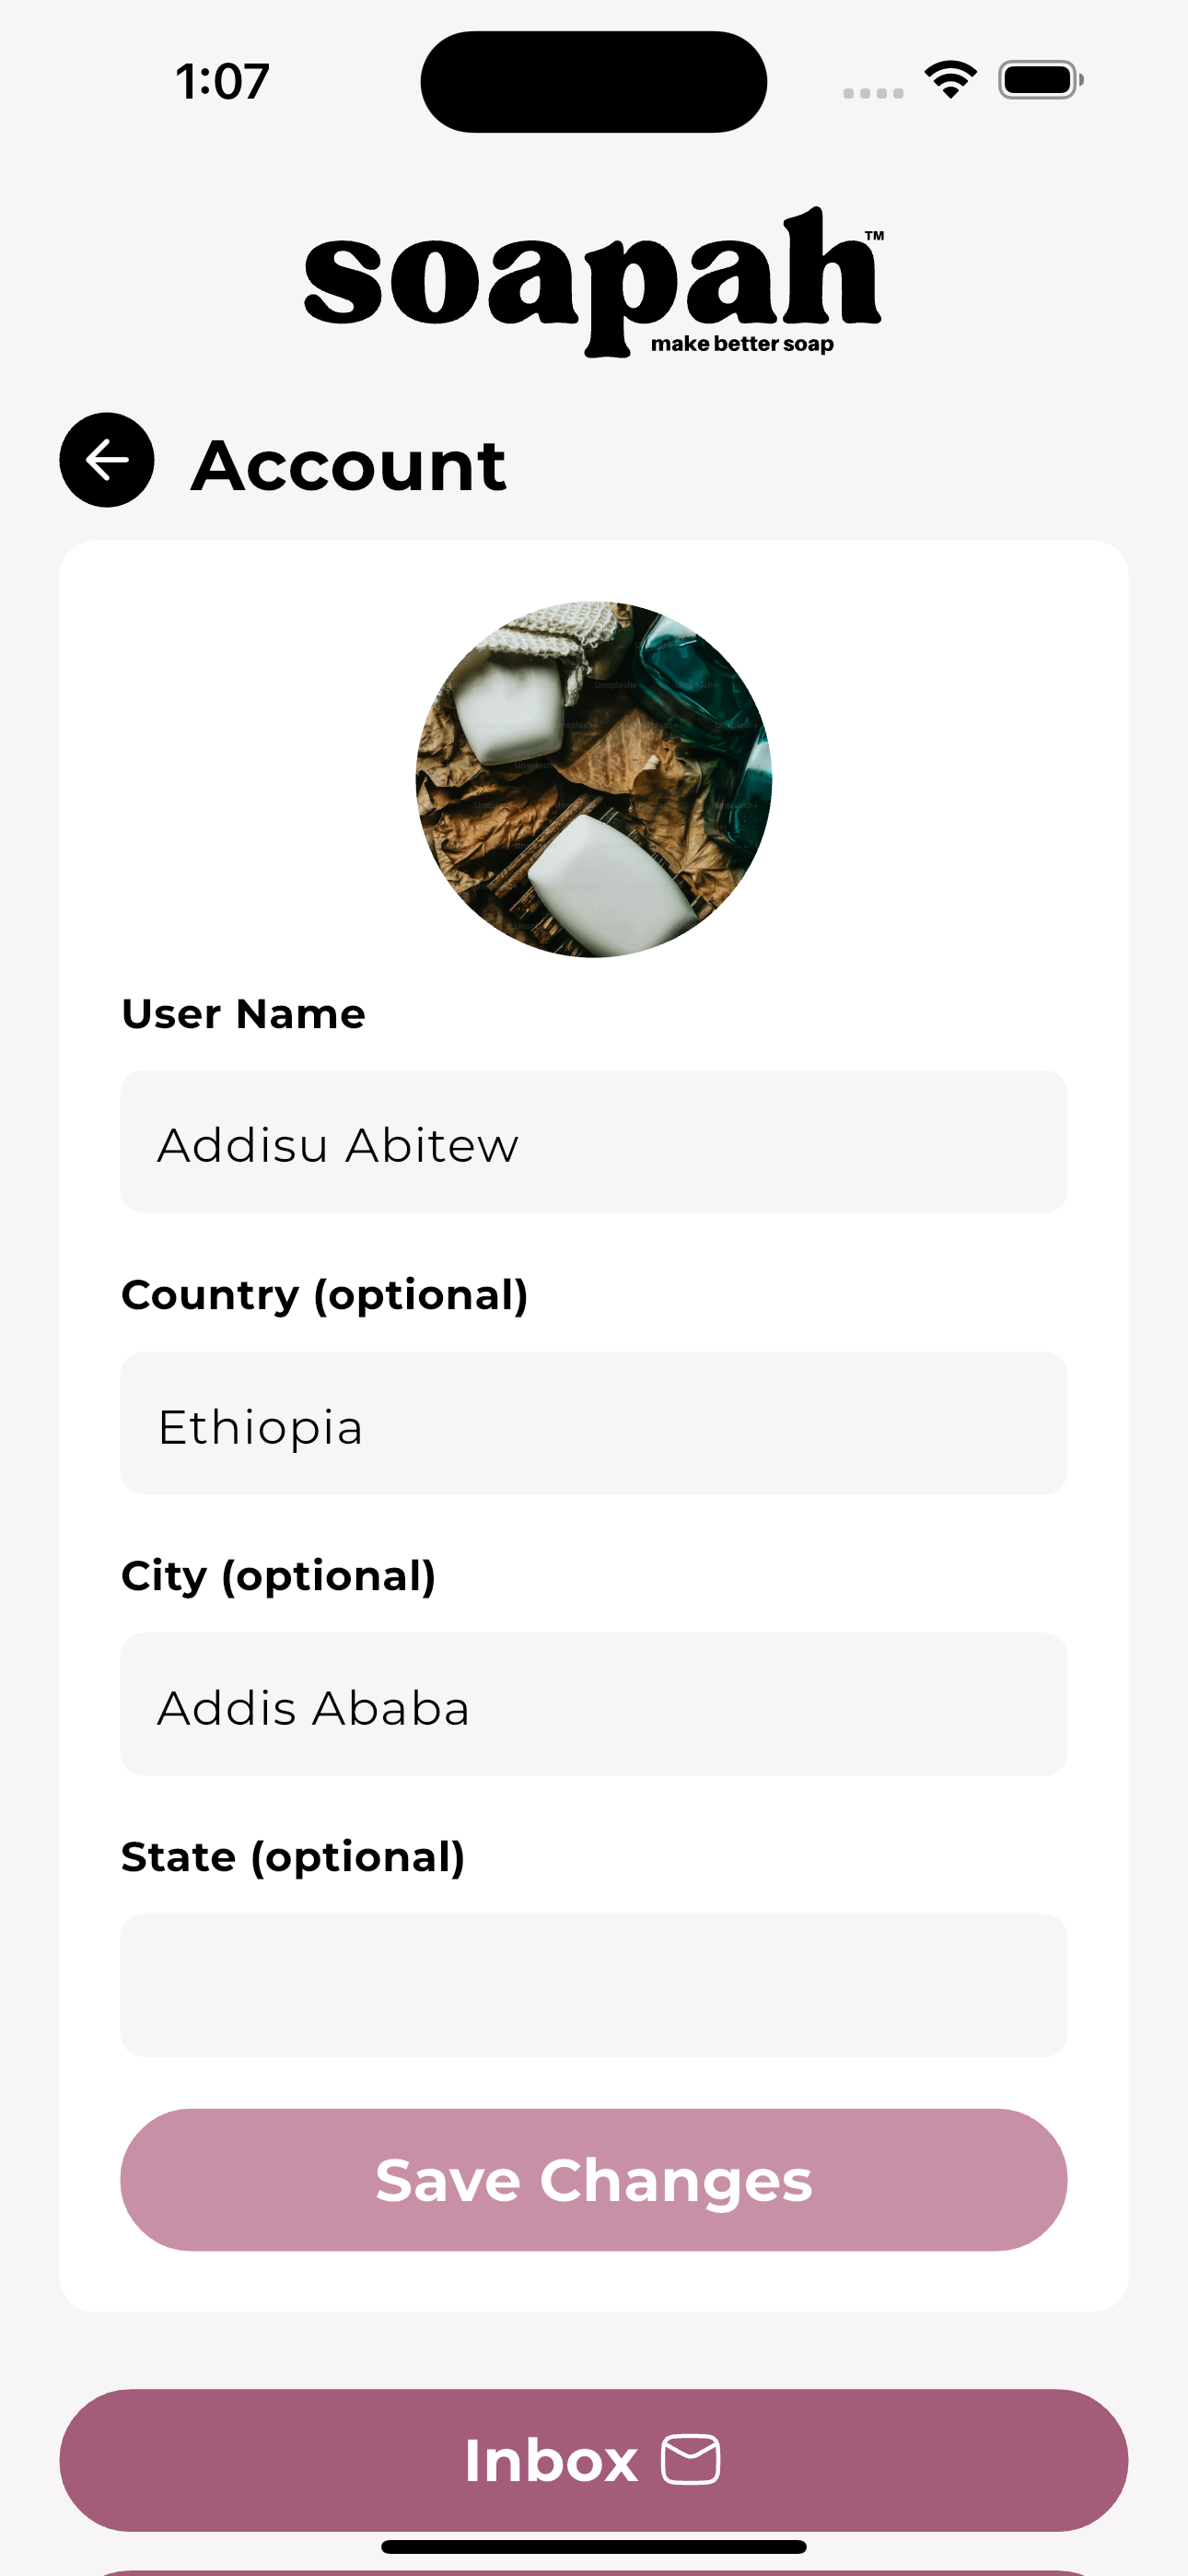 1:07
soapah™
make better soap
Account
Unsplash+
User Name
Addisu Abitew
Country (optional)
Ethiopia
City (optional)
Addis Ababa
State (optional)
Save Changes
Inbox